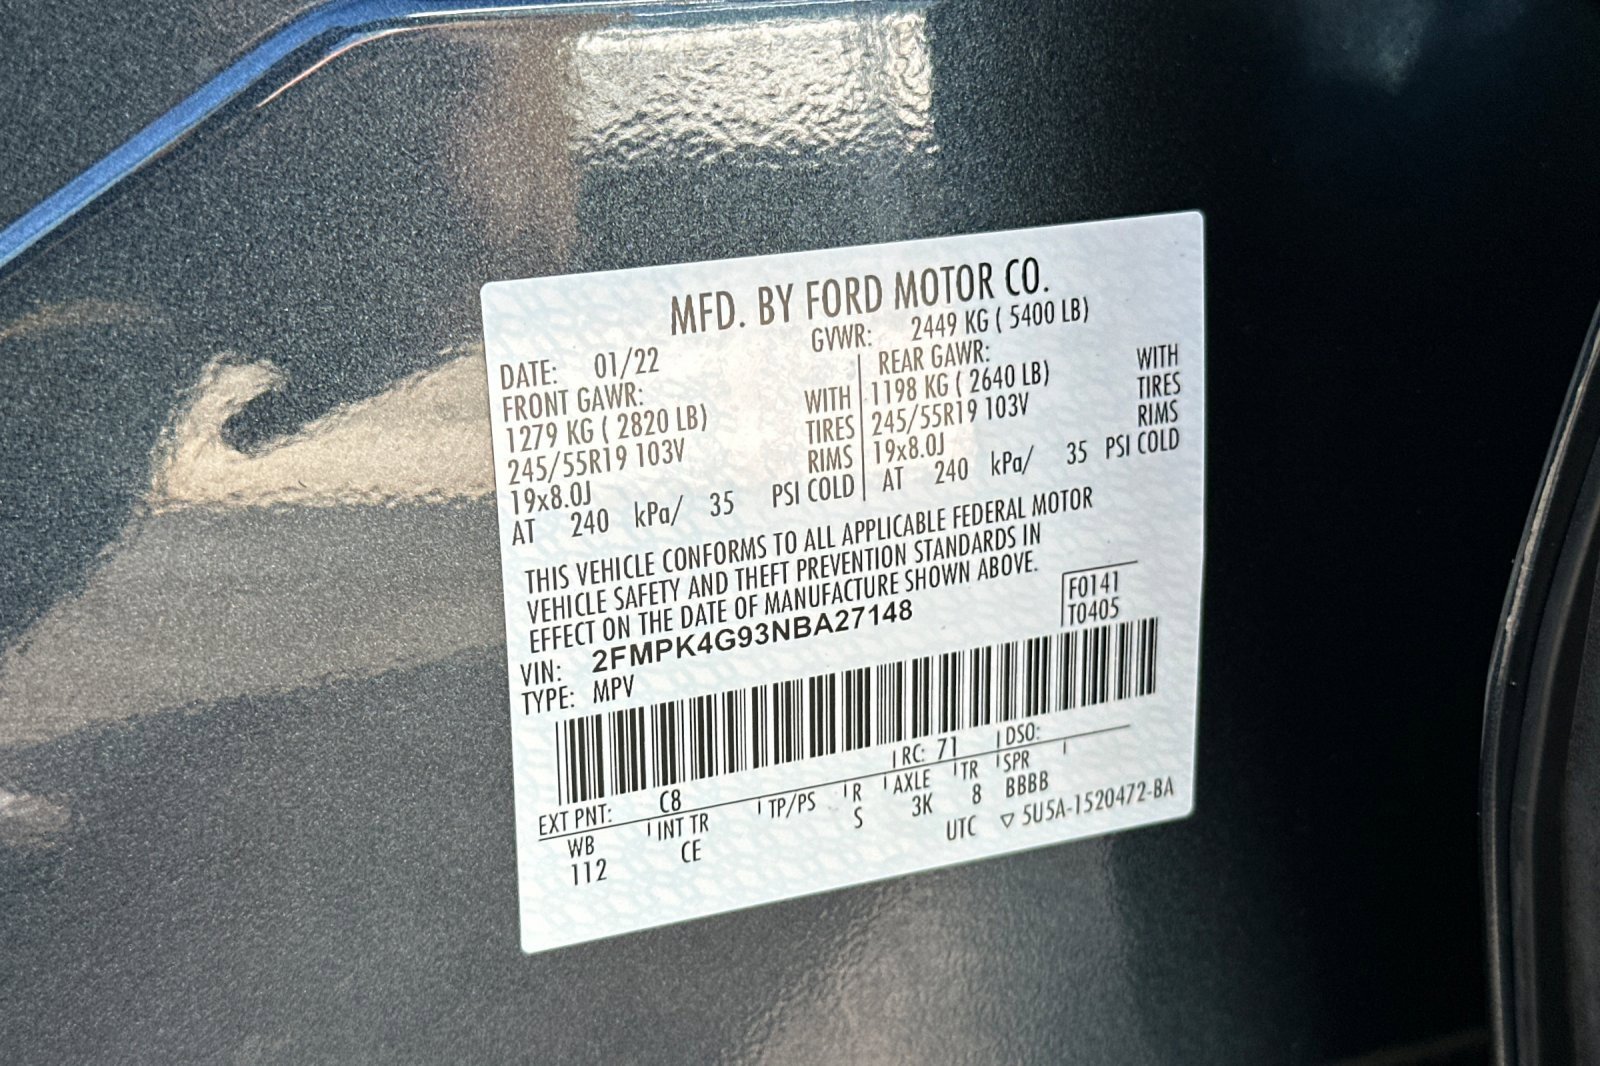 MFD. BY FORD MOTOR CO.
DATE: 01/22 GVWR: 2449 KG ( 5400 LB)
FRONT GAWR: REAR GAWR:
1279 KG ( 2820 LB) WITH 1198 KG ( 2640 LB) WITH
245/55R19 103V TIRES 245/55R19 103V TIRES
19x8.0J RIMS 19x8.0J RIMS
AT 240 kPa/ 35 PSI COLD AT 240 kPa/ 35 PSI COLD
THIS VEHICLE CONFORMS TO ALL APPLICABLE FEDERAL MOTOR
VEHICLE SAFETY AND THEFT PREVENTION STANDARDS IN
EFFECT ON THE DATE OF MANUFACTURE SHOWN ABOVE.
VIN: 2FMPK4G93NBA27148 F0141
TYPE: MPV T0405
EXT PNT: C8 RC: 71 DSO:
WB INT TR TP/PS R AXLE TR SPR
112 CE S 3K 8 BBBB
UTC ▽ 5U5A-1520472-BA